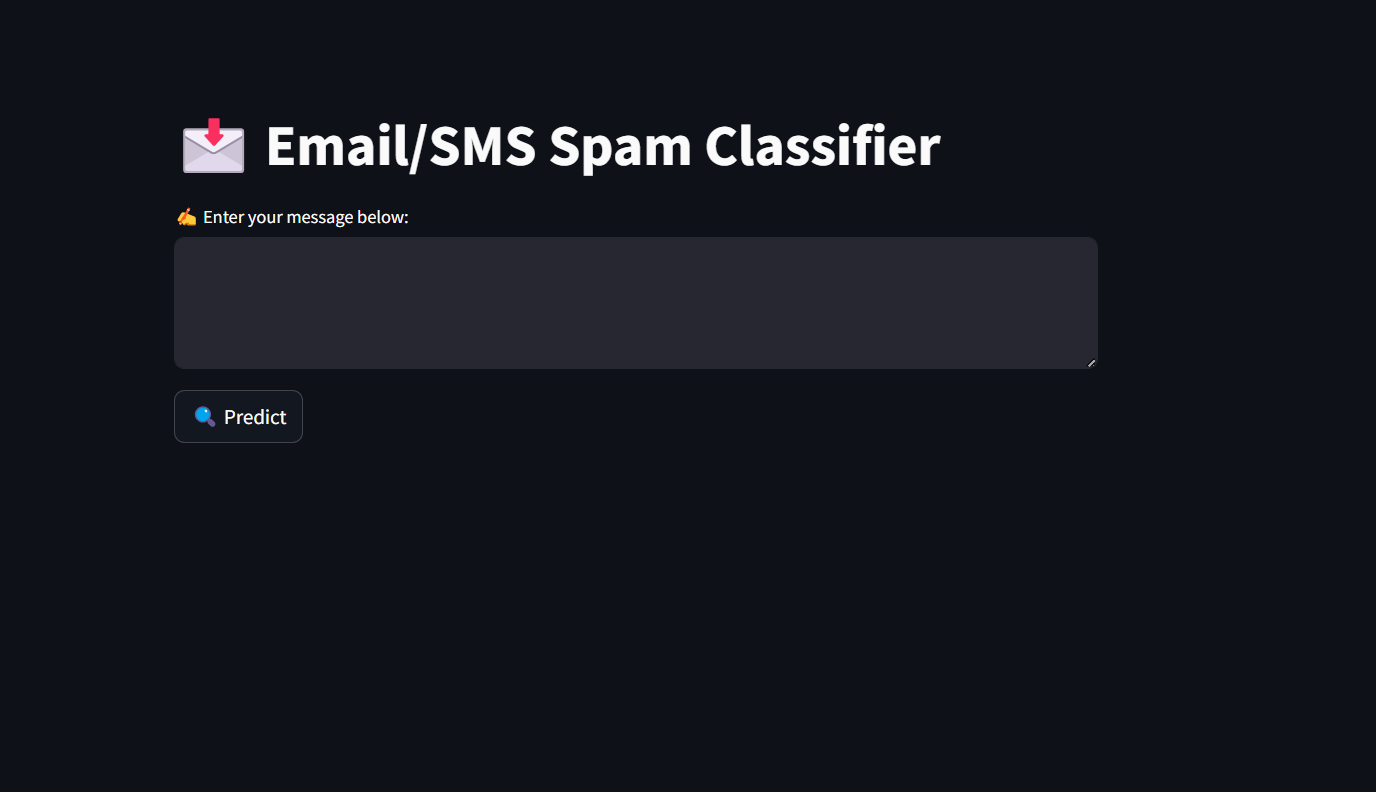 📩 Email/SMS Spam Classifier
✍️ Enter your message below:
🔍 Predict